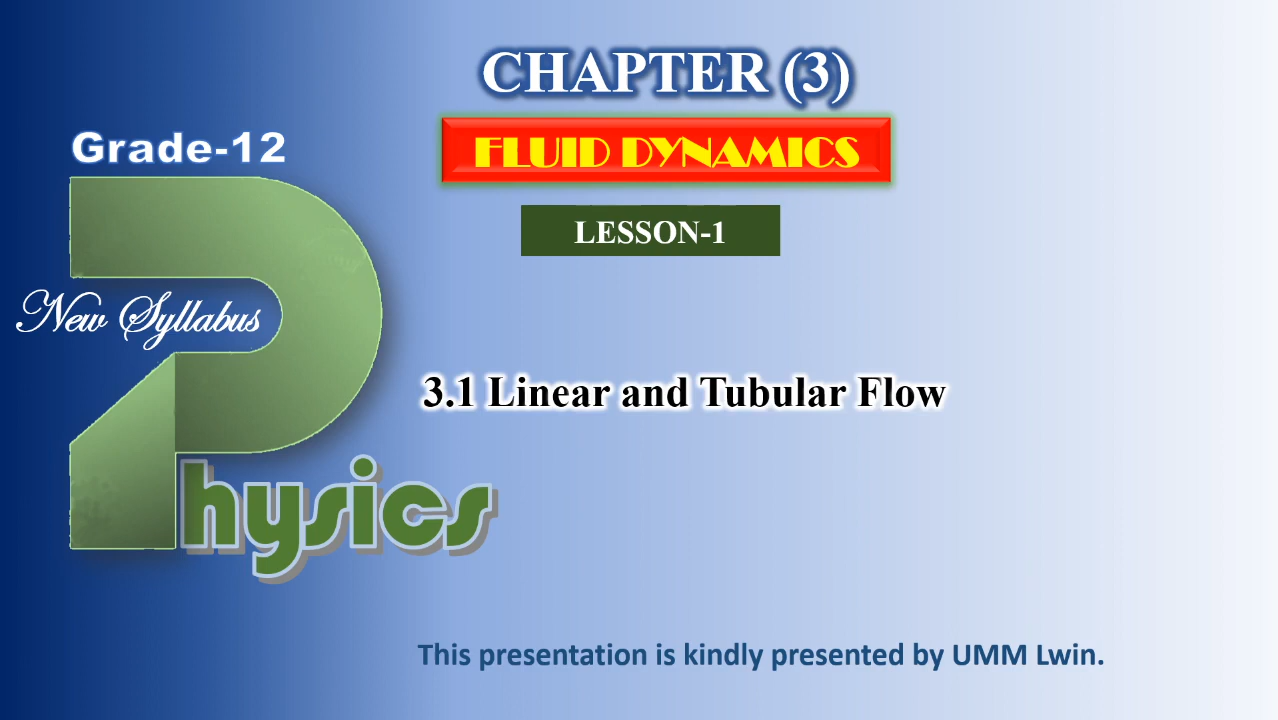 CHAPTER (3)
Grade-12
FLUID DYNAMICS
LESSON-1
New Syllabus
3.1 Linear and Tubular Flow
Physics
This presentation is kindly presented by UMM Lwin.